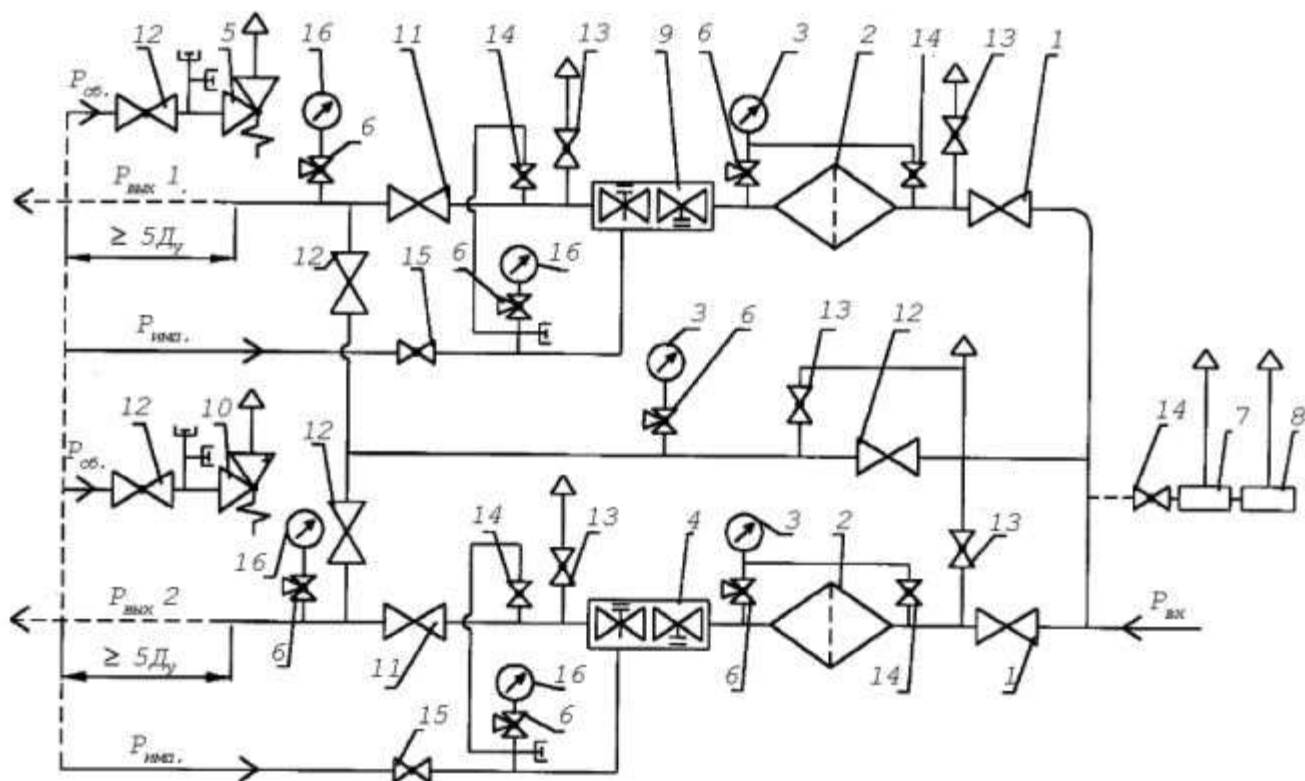 12 5 16 11 14 13 9 6 3 2 14 13 1
Pсб.
6
Pвых 1.
≥ 5Ду
12 15 6 16
Pимп.
3 6 13 12
12 10 12
14 7 8
Pсб.
16 14 13 4 3 2 13
Pвых 2
Pвх
6 11 6 14 1
≥ 5Ду
16
15 6
Pимп.